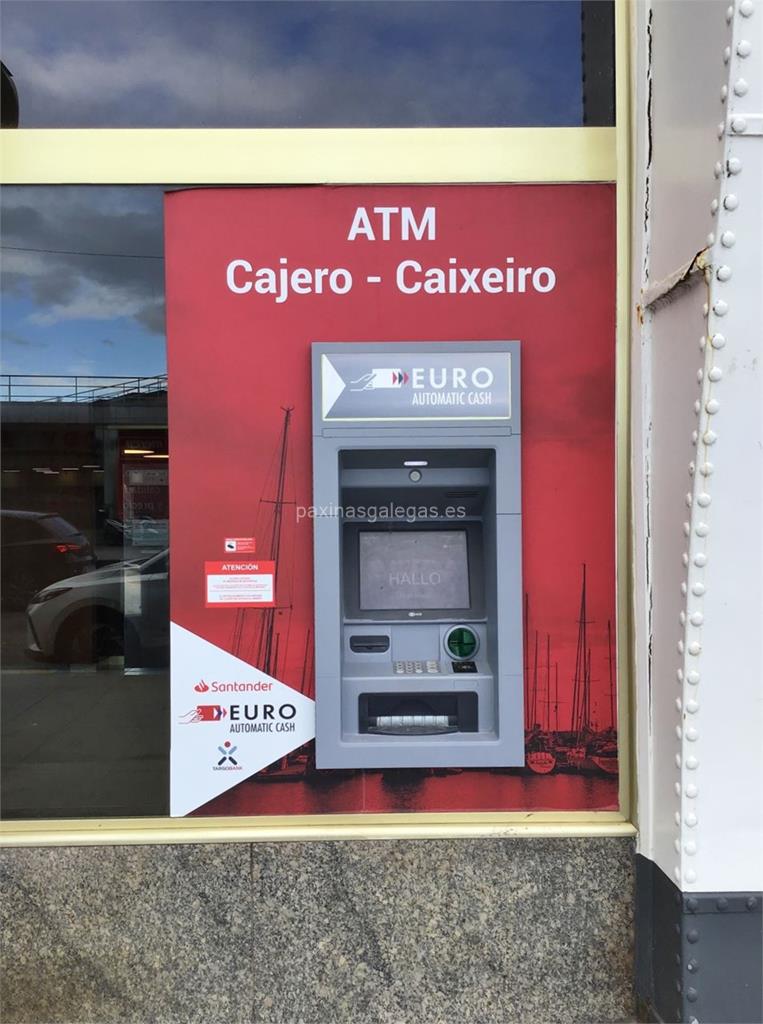 ATM
Cajero - Caixeiro
EURO
AUTOMATIC CASH
paxinasgalegas.es
HALLO
ATENCIÓN
Santander
EURO
AUTOMATIC CASH
TARGOBANK